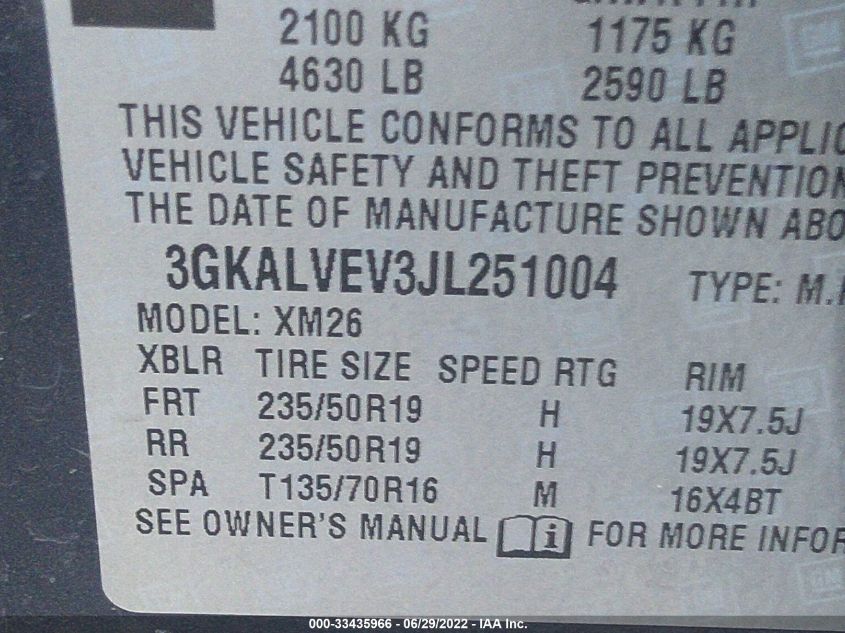 2100 KG 1175 KG
4630 LB 2590 LB
THIS VEHICLE CONFORMS TO ALL
VEHICLE SAFETY AND THEFT PREVENTION
THE DATE OF MANUFACTURE SHOWN
3GKALVEV3JL251004 TYPE:
MODEL: XM26
XBLR TIRE SIZE SPEED RTG RIM
FRT 235/50R19 H 19X7.5J
RR 235/50R19 H 19X7.5J
SPA T135/70R16 M 16X4BT
SEE OWNER'S MANUAL i FOR MORE
GM
000-33435966 - 06/29/2022 - IAA Inc.